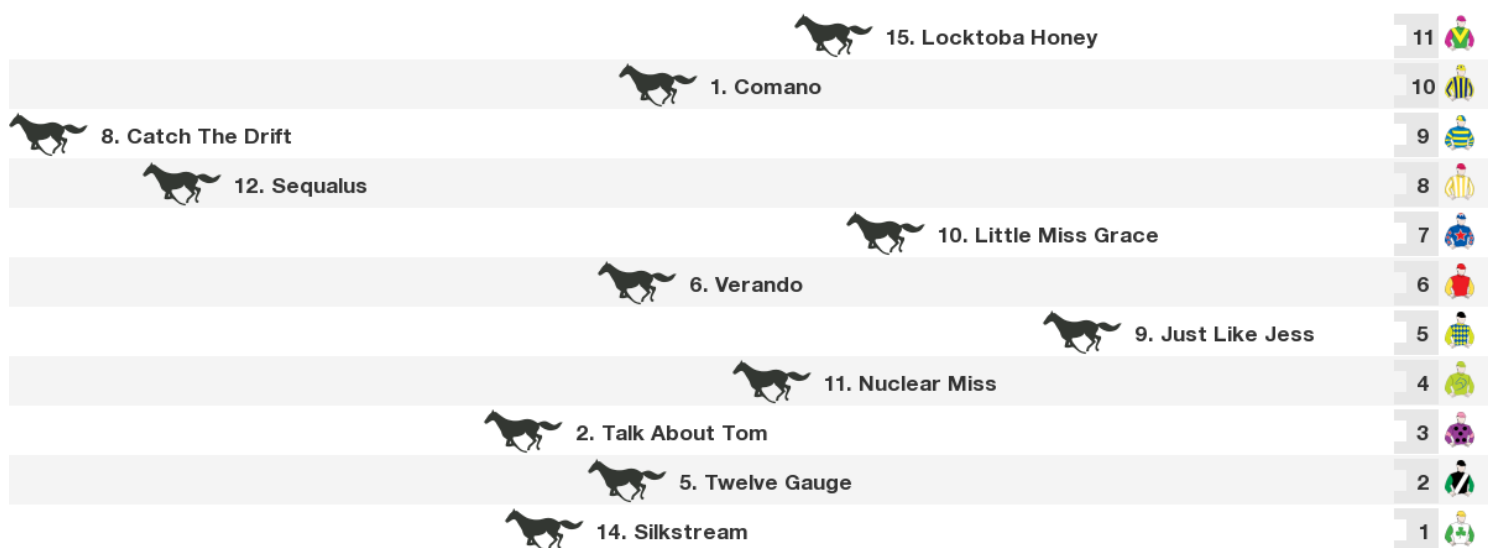 15. Locktoba Honey 11
1. Comano 10
8. Catch The Drift 9
12. Sequalus 8
10. Little Miss Grace 7
6. Verando 6
9. Just Like Jess 5
11. Nuclear Miss 4
2. Talk About Tom 3
5. Twelve Gauge 2
14. Silkstream 1